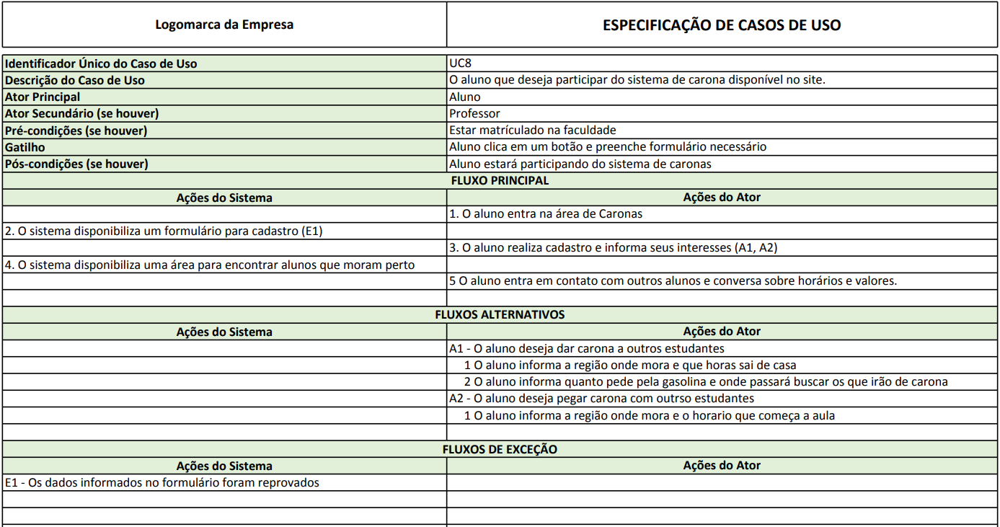 Logomarca da Empresa
ESPECIFICAÇÃO DE CASOS DE USO
Identificador Único do Caso de Uso UC8
Descrição do Caso de Uso O aluno que deseja participar do sistema de carona disponível no site.
Ator Principal Aluno
Ator Secundário (se houver) Professor
Pré-condições (se houver) Estar matrículado na faculdade
Gatilho Aluno clica em um botão e preenche formulário necessário
Pós-condições (se houver) Aluno estará participando do sistema de caronas
FLUXO PRINCIPAL
Ações do Sistema Ações do Ator
1. O aluno entra na área de Caronas
2. O sistema disponibiliza um formulário para cadastro (E1)
3. O aluno realiza cadastro e informa seus interesses (A1, A2)
4. O sistema disponibiliza uma área para encontrar alunos que moram perto
5 O aluno entra em contato com outros alunos e conversa sobre horários e valores.
FLUXOS ALTERNATIVOS
Ações do Sistema Ações do Ator
A1 - O aluno deseja dar carona a outros estudantes
1 O aluno informa a região onde mora e que horas sai de casa
2 O aluno informa quanto pede pela gasolina e onde passará buscar os que irão de carona
A2 - O aluno deseja pegar carona com outrso estudantes
1 O aluno informa a região onde mora e o horario que começa a aula
FLUXOS DE EXCEÇÃO
Ações do Sistema Ações do Ator
E1 - Os dados informados no formulário foram reprovados